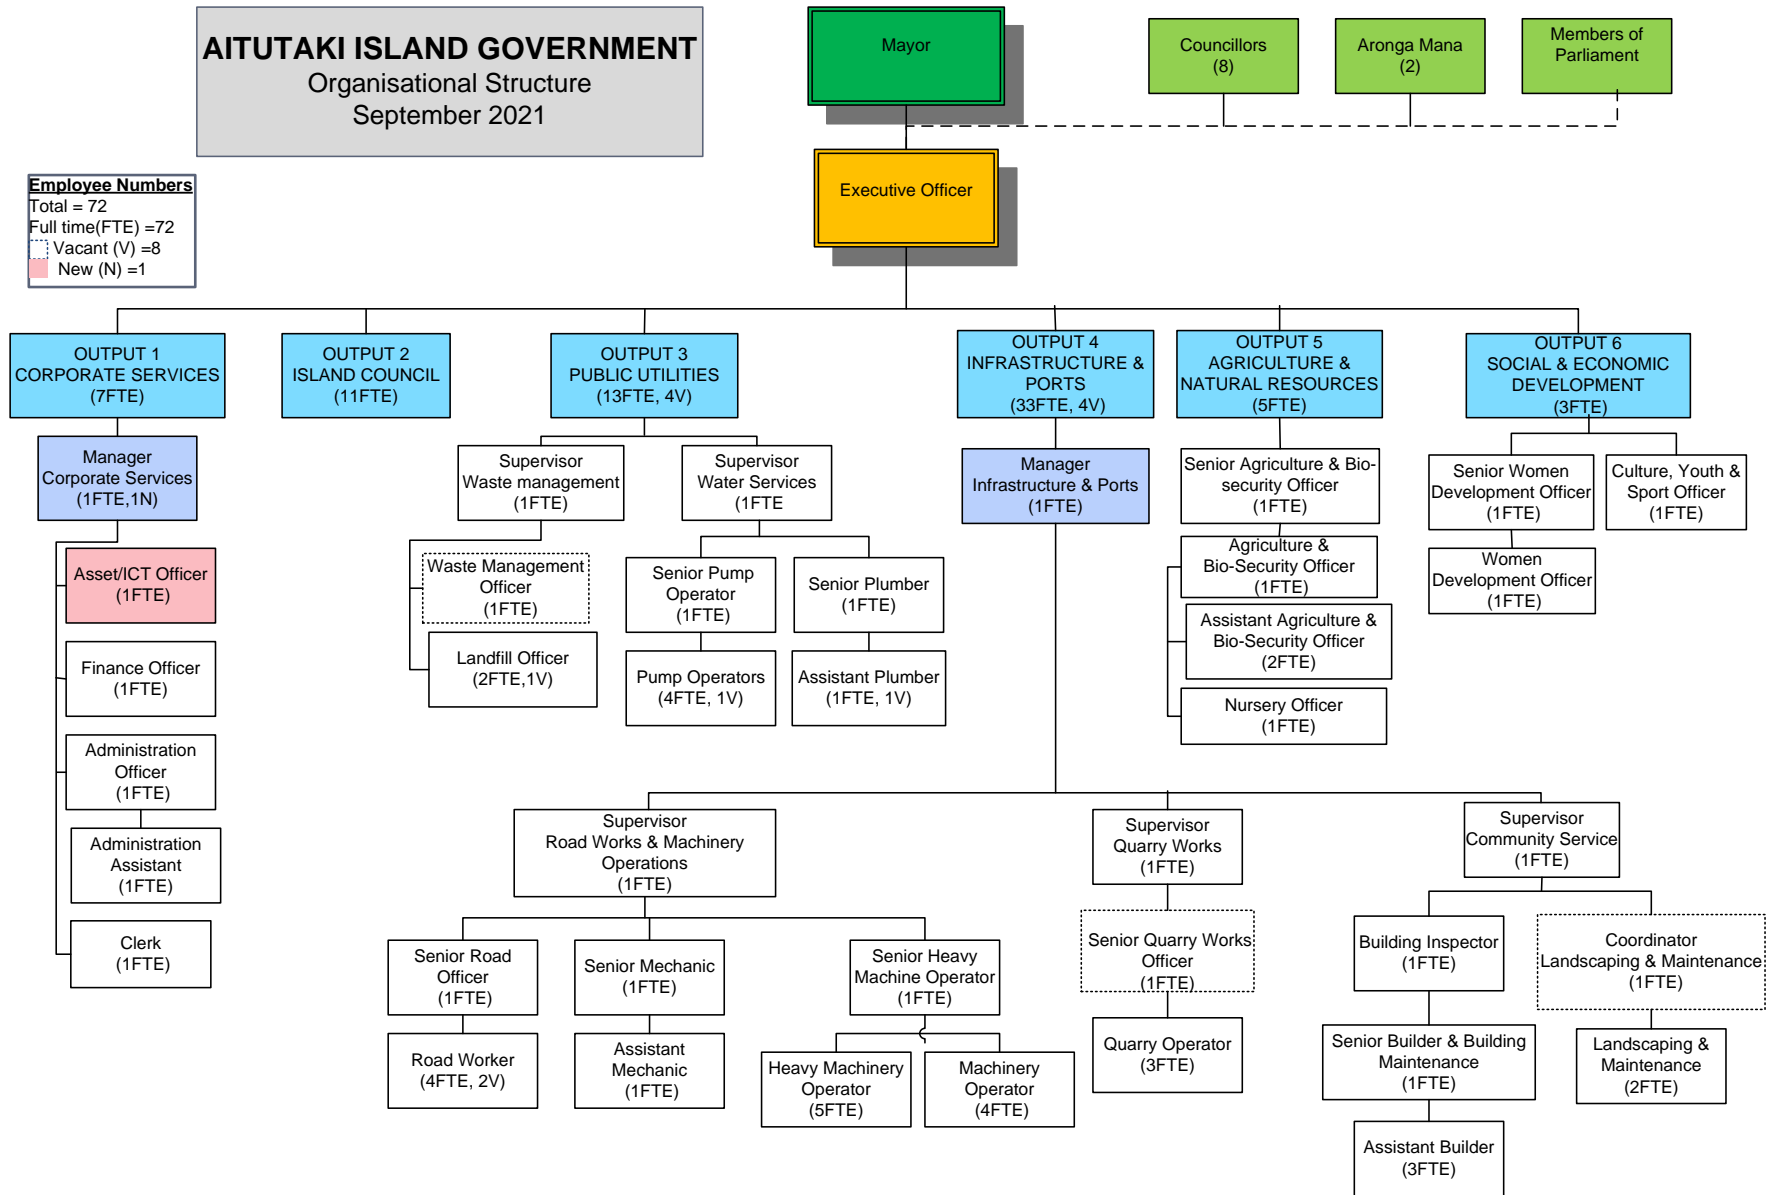 AITUTAKI ISLAND GOVERNMENT
Organisational Structure
September 2021
Mayor
Councillors
(8)
Aronga Mana
(2)
Members of
Parliament
Executive Officer
Employee Numbers
Total = 72
Full time(FTE) =72
Vacant (V) =8
New (N) =1
OUTPUT 1
CORPORATE SERVICES
(7FTE)
OUTPUT 2
ISLAND COUNCIL
(11FTE)
OUTPUT 3
PUBLIC UTILITIES
(13FTE, 4V)
OUTPUT 4
INFRASTRUCTURE &
PORTS
(33FTE, 4V)
OUTPUT 5
AGRICULTURE &
NATURAL RESOURCES
(5FTE)
OUTPUT 6
SOCIAL & ECONOMIC
DEVELOPMENT
(3FTE)
Manager
Corporate Services
(1FTE,1N)
Asset/ICT Officer
(1FTE)
Finance Officer
(1FTE)
Administration
Officer
(1FTE)
Administration
Assistant
(1FTE)
Clerk
(1FTE)
Supervisor
Waste management
(1FTE)
Waste Management
Officer
(1FTE)
Landfill Officer
(2FTE,1V)
Supervisor
Water Services
(1FTE
Senior Pump
Operator
(1FTE)
Pump Operators
(4FTE, 1V)
Senior Plumber
(1FTE)
Assistant Plumber
(1FTE, 1V)
Manager
Infrastructure & Ports
(1FTE)
Senior Agriculture & Bio-
security Officer
(1FTE)
Agriculture &
Bio-Security Officer
(1FTE)
Assistant Agriculture &
Bio-Security Officer
(2FTE)
Nursery Officer
(1FTE)
Senior Women
Development Officer
(1FTE)
Women
Development Officer
(1FTE)
Culture, Youth &
Sport Officer
(1FTE)
Supervisor
Road Works & Machinery
Operations
(1FTE)
Senior Road
Officer
(1FTE)
Road Worker
(4FTE, 2V)
Senior Mechanic
(1FTE)
Assistant
Mechanic
(1FTE)
Senior Heavy
Machine Operator
(1FTE)
Heavy Machinery
Operator
(5FTE)
Machinery
Operator
(4FTE)
Supervisor
Quarry Works
(1FTE)
Senior Quarry Works
Officer
(1FTE)
Quarry Operator
(3FTE)
Supervisor
Community Service
(1FTE)
Building Inspector
(1FTE)
Senior Builder & Building
Maintenance
(1FTE)
Assistant Builder
(3FTE)
Coordinator
Landscaping & Maintenance
(1FTE)
Landscaping &
Maintenance
(2FTE)